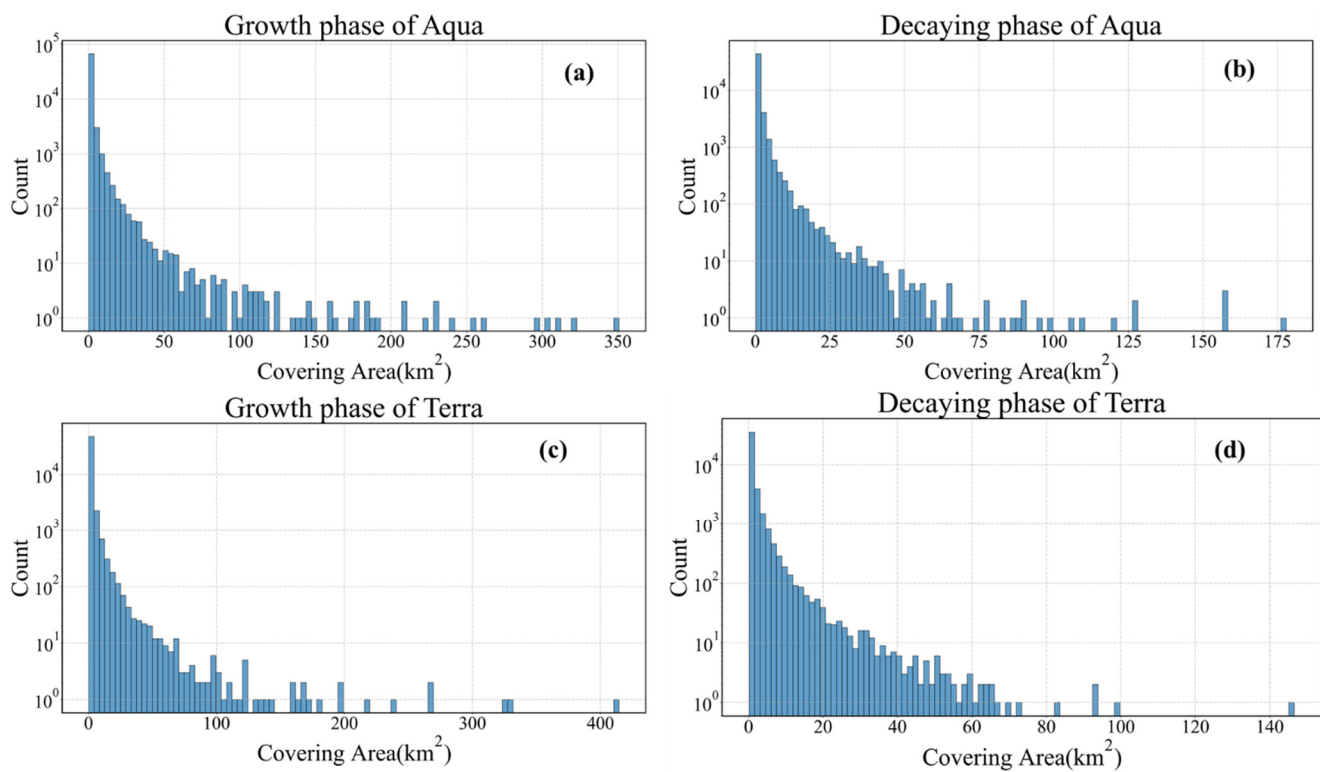 Growth phase of Aqua
(a)
10^5
10^4
10^3
10^2
10^1
10^0
Count
0 50 100 150 200 250 300 350
Covering Area(km^2)
Decaying phase of Aqua
(b)
10^4
10^3
10^2
10^1
10^0
Count
0 25 50 75 100 125 150 175
Covering Area(km^2)
Growth phase of Terra
(c)
10^4
10^3
10^2
10^1
10^0
Count
0 100 200 300 400
Covering Area(km^2)
Decaying phase of Terra
(d)
10^4
10^3
10^2
10^1
10^0
Count
0 20 40 60 80 100 120 140
Covering Area(km^2)